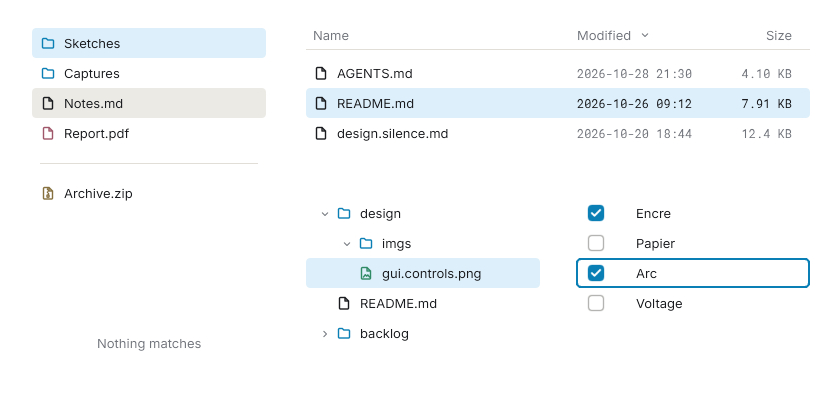 Sketches
Captures
Notes.md
Report.pdf
Archive.zip
Nothing matches
Name Modified Size
AGENTS.md 2026-10-28 21:30 4.10 KB
README.md 2026-10-26 09:12 7.91 KB
design.silence.md 2026-10-20 18:44 12.4 KB
design
imgs
gui.controls.png
README.md
backlog
Encre
Papier
Arc
Voltage